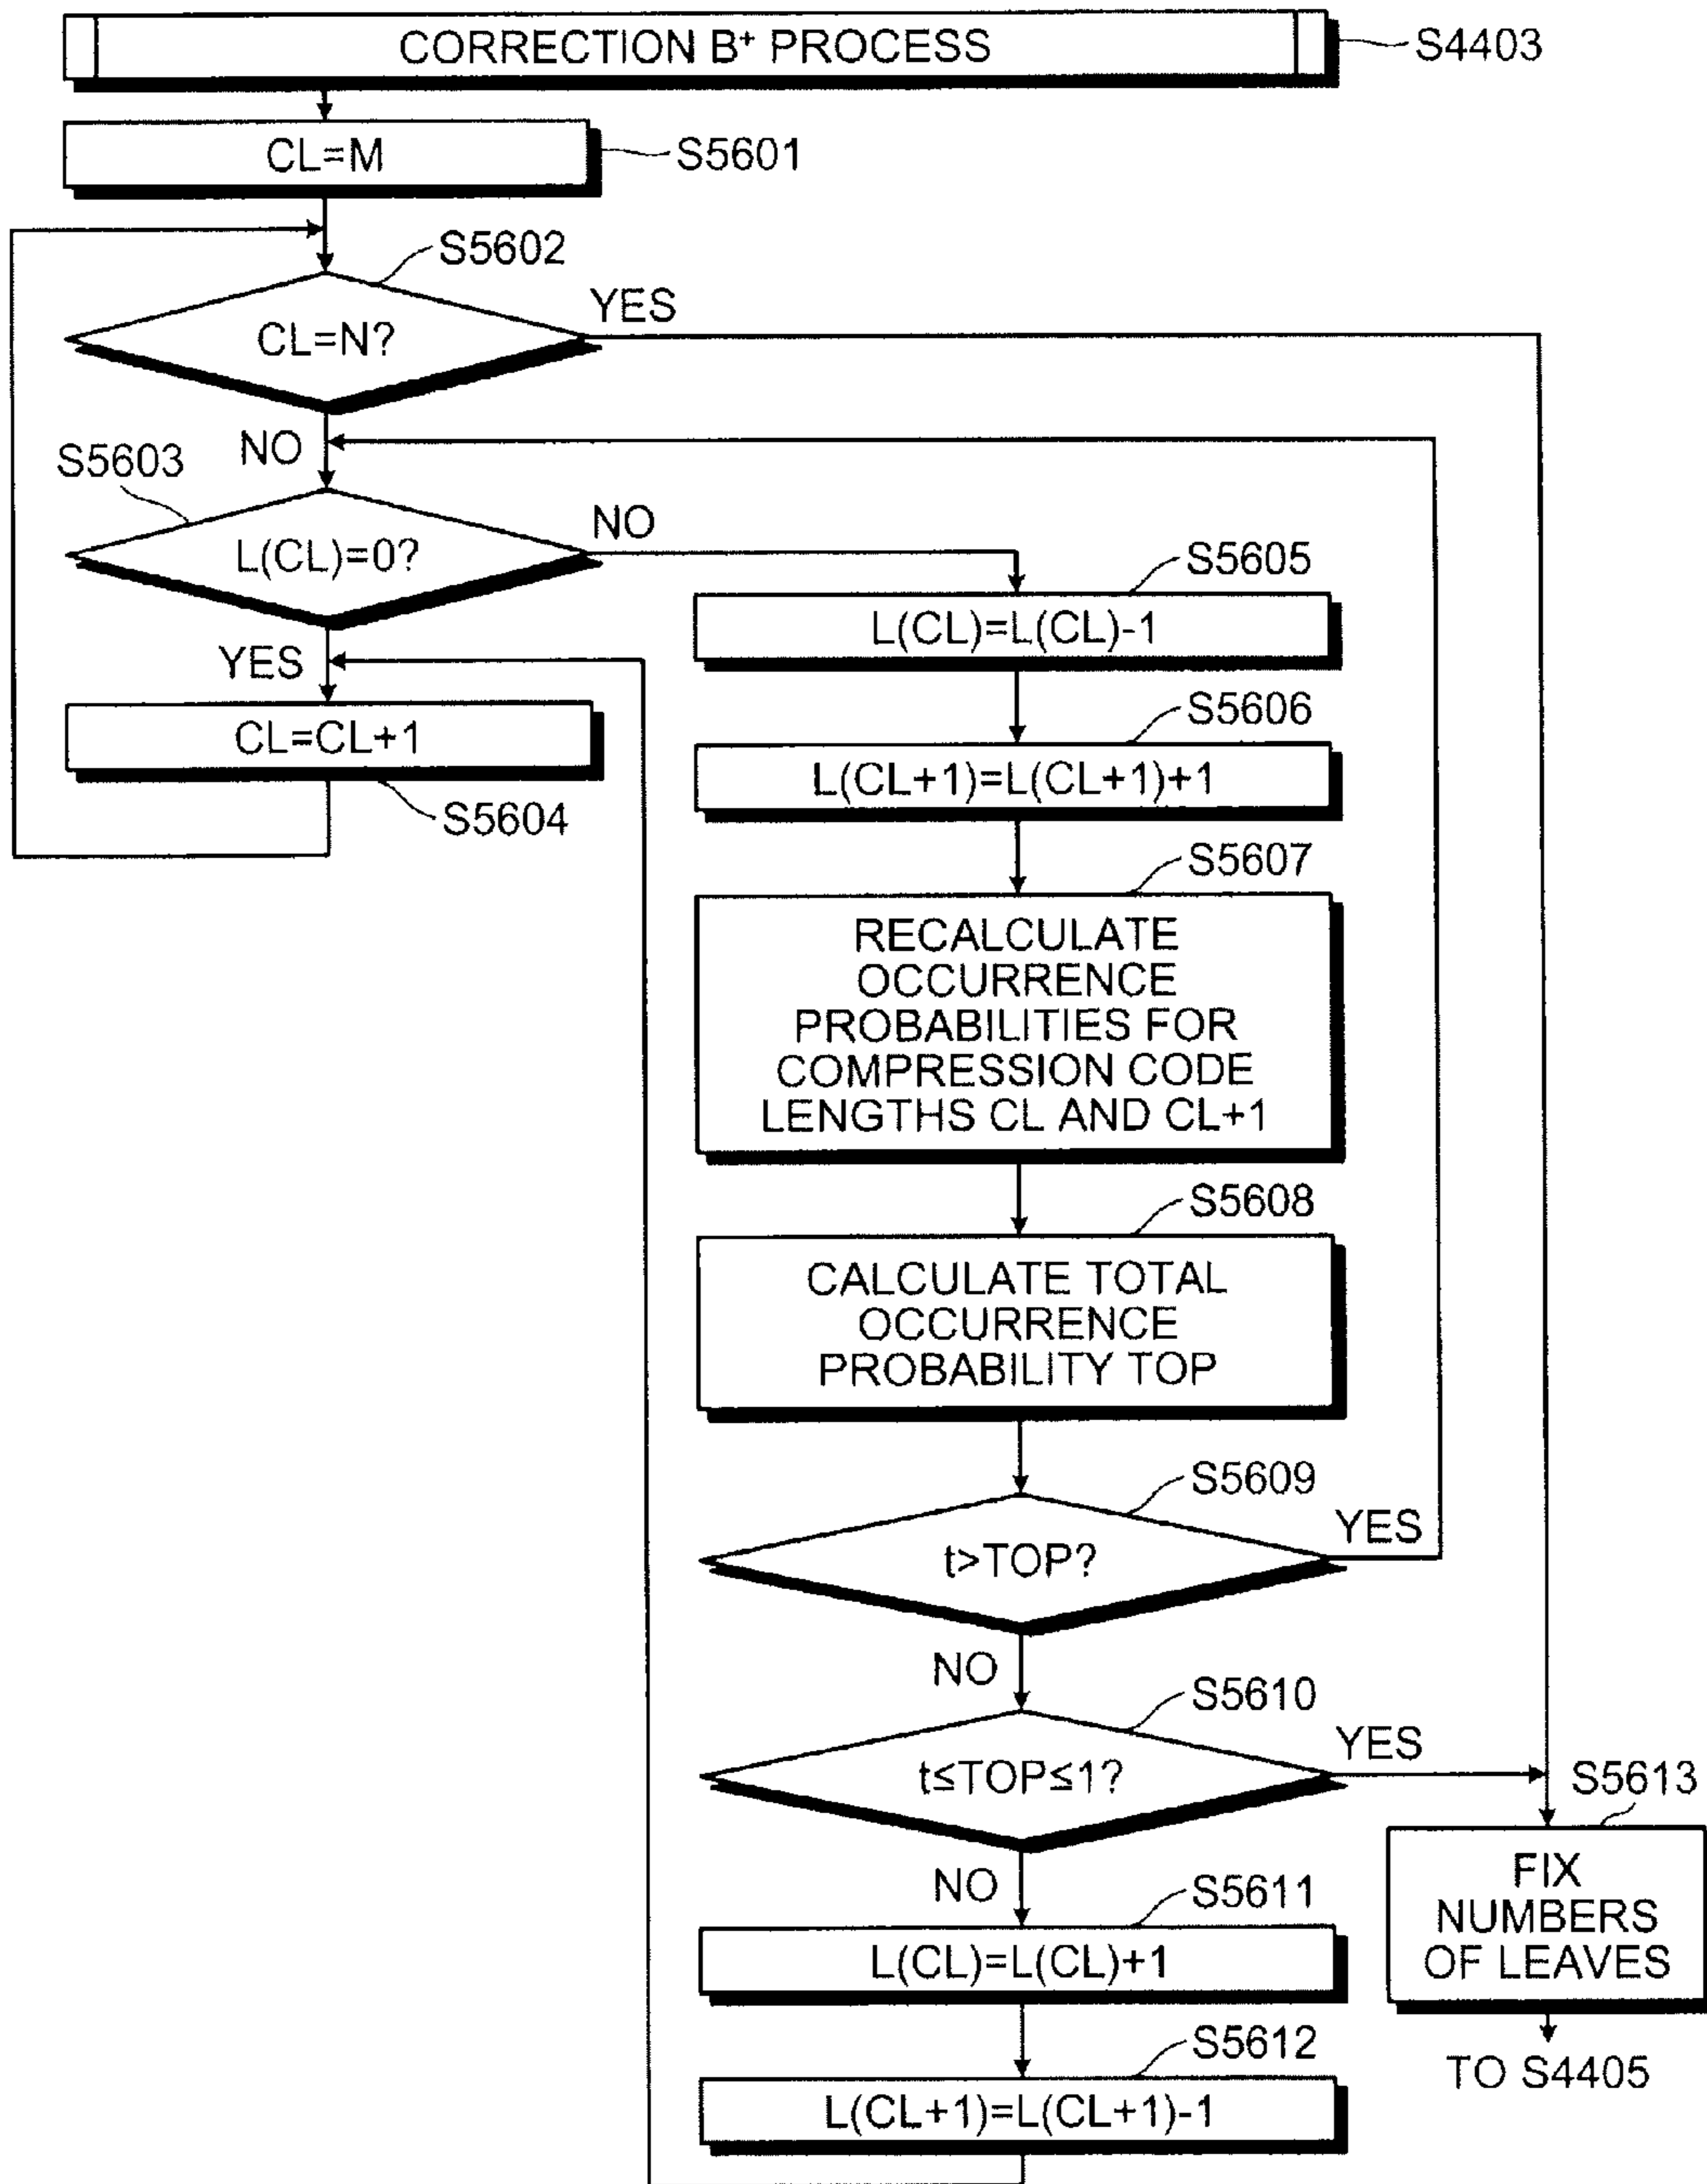 CORRECTION B+ PROCESS
S4403
CL=M
S5601
S5602
CL=N?
YES
NO
S5603
L(CL)=0?
NO
YES
CL=CL+1
S5604
S5605
L(CL)=L(CL)-1
S5606
L(CL+1)=L(CL+1)+1
S5607
RECALCULATE
OCCURRENCE
PROBABILITIES FOR
COMPRESSION CODE
LENGTHS CL AND CL+1
S5608
CALCULATE TOTAL
OCCURRENCE
PROBABILITY TOP
S5609
t>TOP?
YES
NO
S5610
t≤TOP≤1?
YES
NO
S5611
L(CL)=L(CL)+1
S5612
L(CL+1)=L(CL+1)-1
S5613
FIX
NUMBERS
OF LEAVES
TO S4405